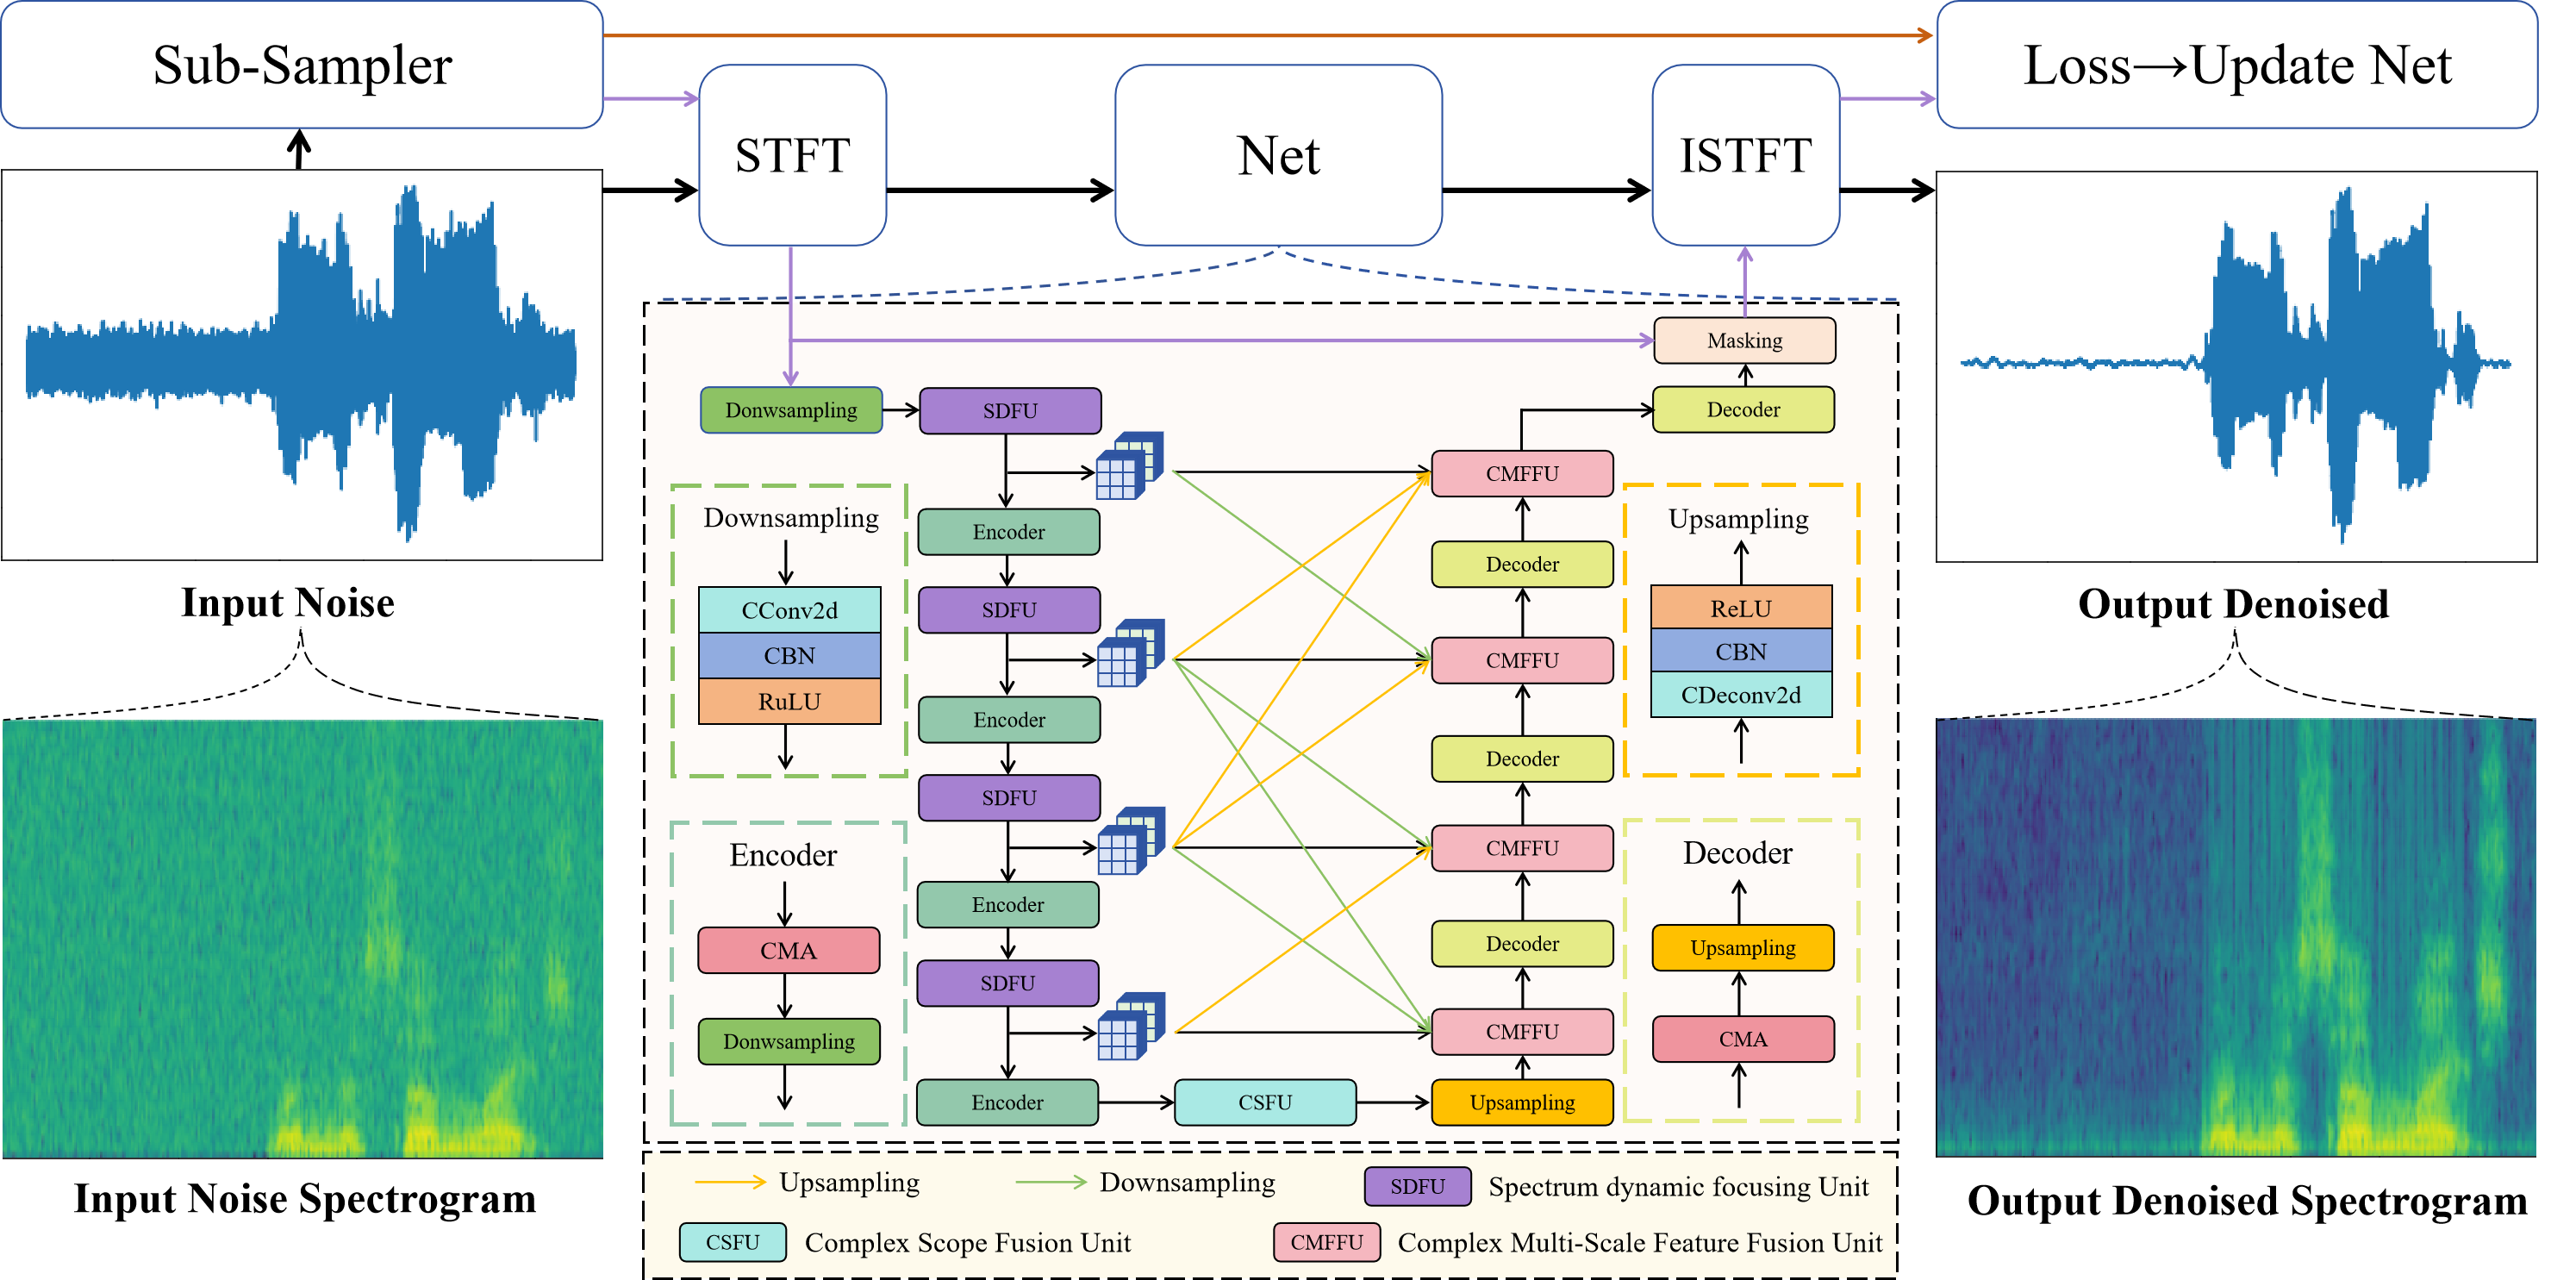 Sub-Sampler
Loss→Update Net
STFT
Net
ISTFT
Input Noise
Input Noise Spectrogram
Masking
Donwsampling
SDFU
Decoder
CMFFU
Encoder
Decoder
SDFU
CMFFU
Encoder
Decoder
SDFU
CMFFU
Encoder
Decoder
SDFU
CMFFU
Encoder
CSFU
Upsampling
Downsampling
CConv2d
CBN
RuLU
Encoder
CMA
Donwsampling
Upsampling
ReLU
CBN
CDeconv2d
Decoder
Upsampling
CMA
Upsampling
Downsampling
SDFU Spectrum dynamic focusing Unit
CSFU Complex Scope Fusion Unit
CMFFU Complex Multi-Scale Feature Fusion Unit
Output Denoised
Output Denoised Spectrogram